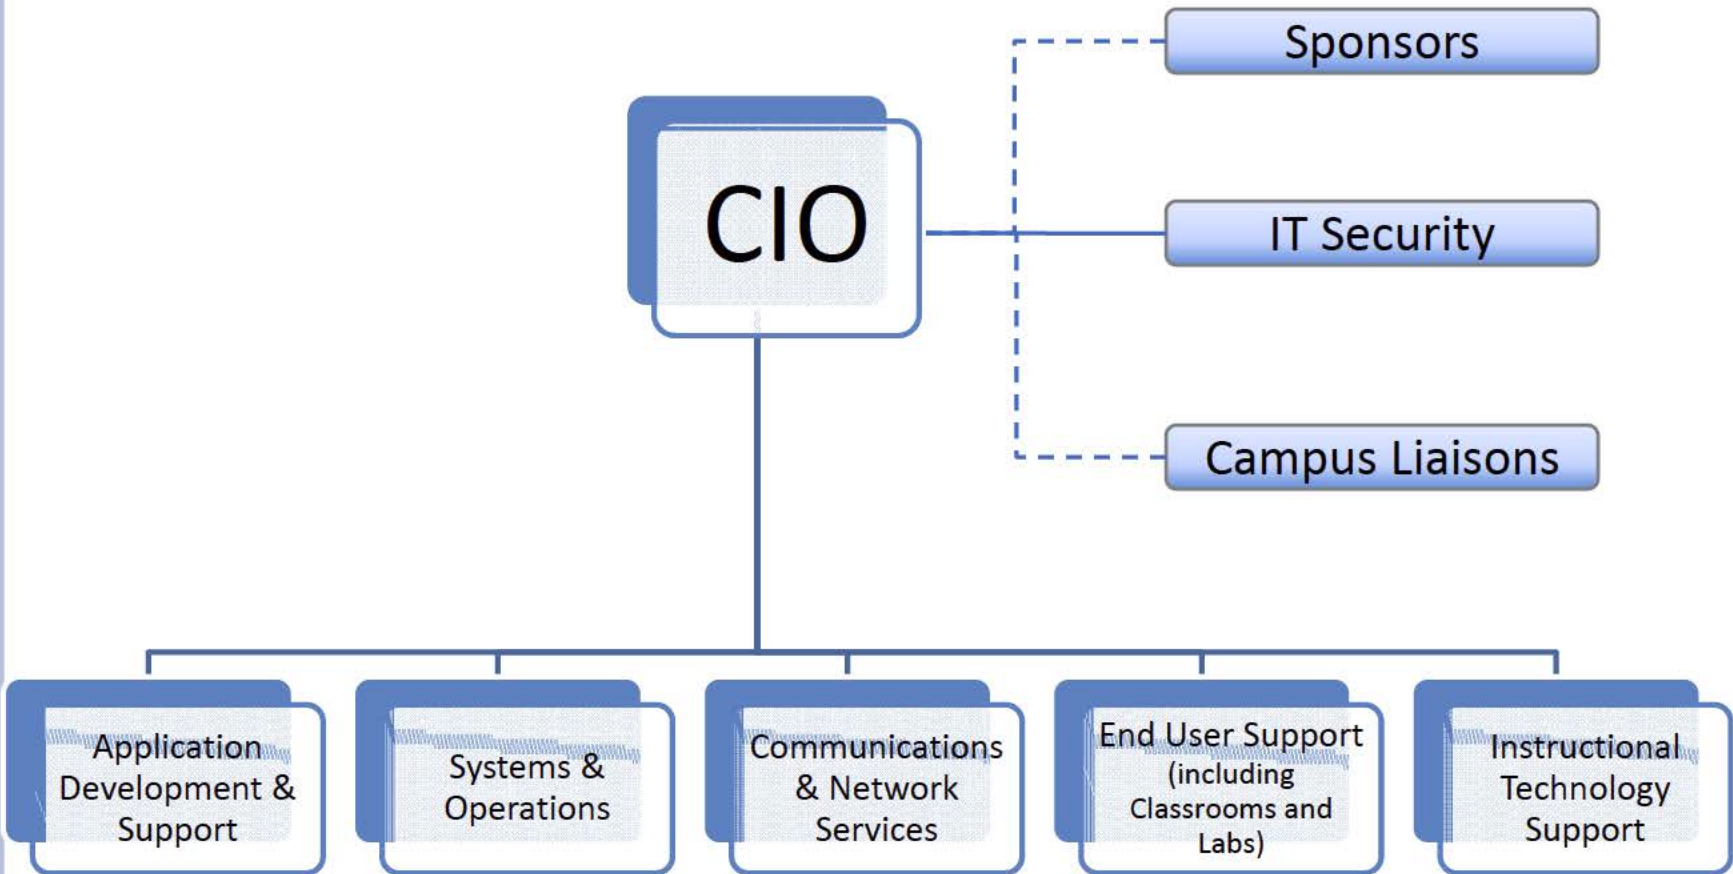 Sponsors
CIO
IT Security
Campus Liaisons
Application
Development &
Support
Systems &
Operations
Communications
& Network
Services
End User Support
(including
Classrooms and
Labs)
Instructional
Technology
Support